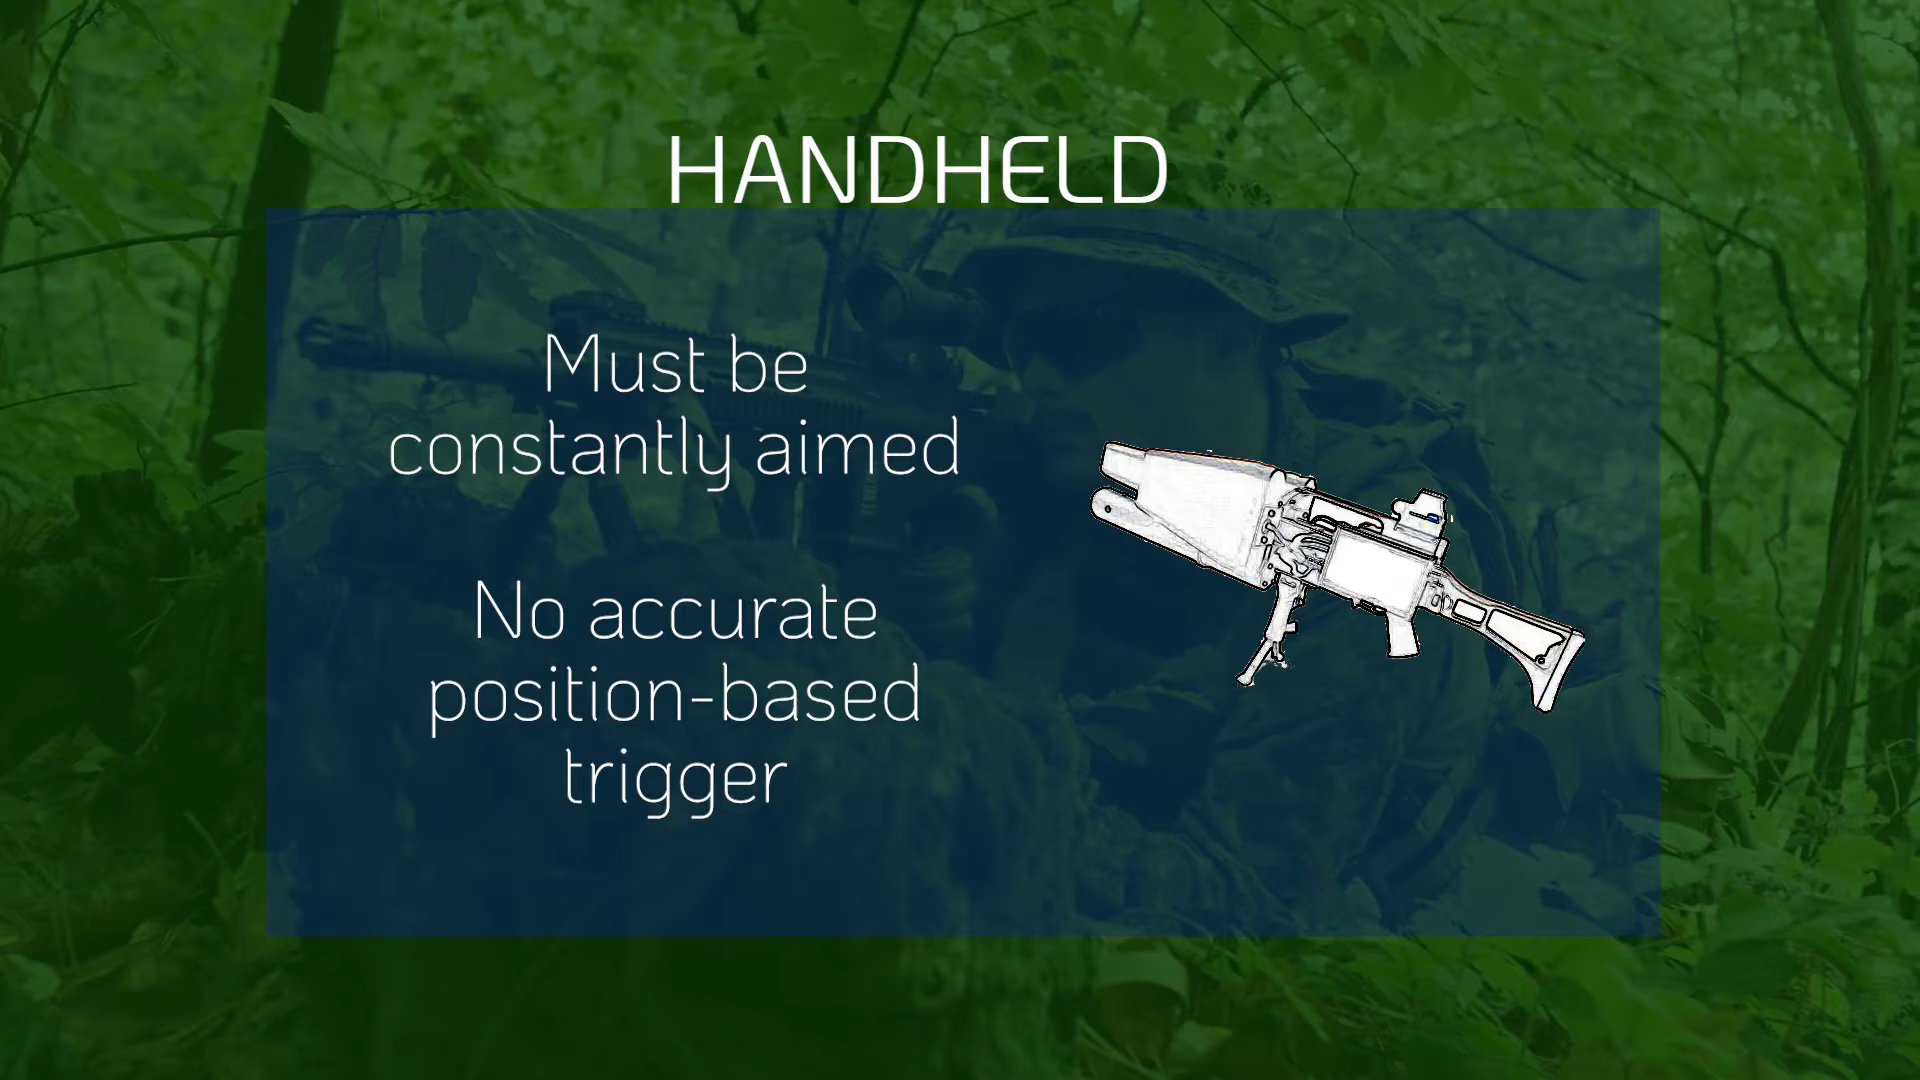 HANDHELD
Must be
constantly aimed
No accurate
position-based
trigger